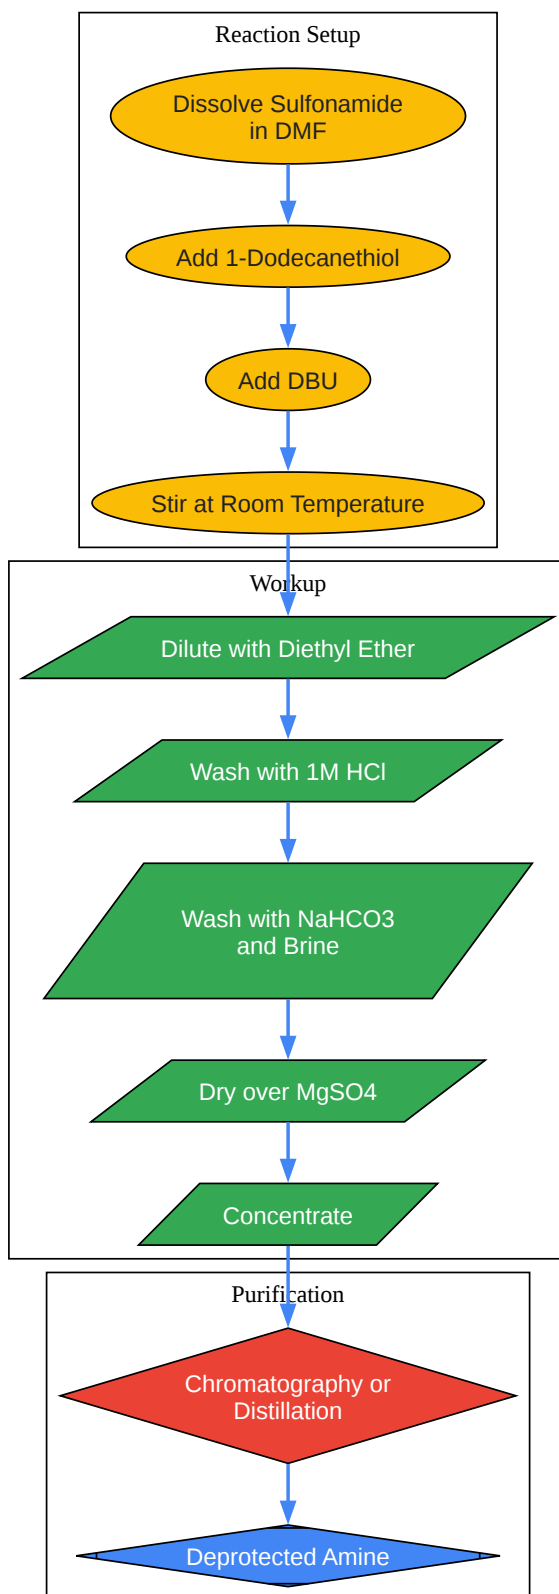 Reaction Setup
Dissolve Sulfonamide
in DMF
Add 1-Dodecanethiol
Add DBU
Stir at Room Temperature
Workup
Dilute with Diethyl Ether
Wash with 1M HCl
Wash with NaHCO3
and Brine
Dry over MgSO4
Concentrate
Purification
Chromatography or
Distillation
Deprotected Amine